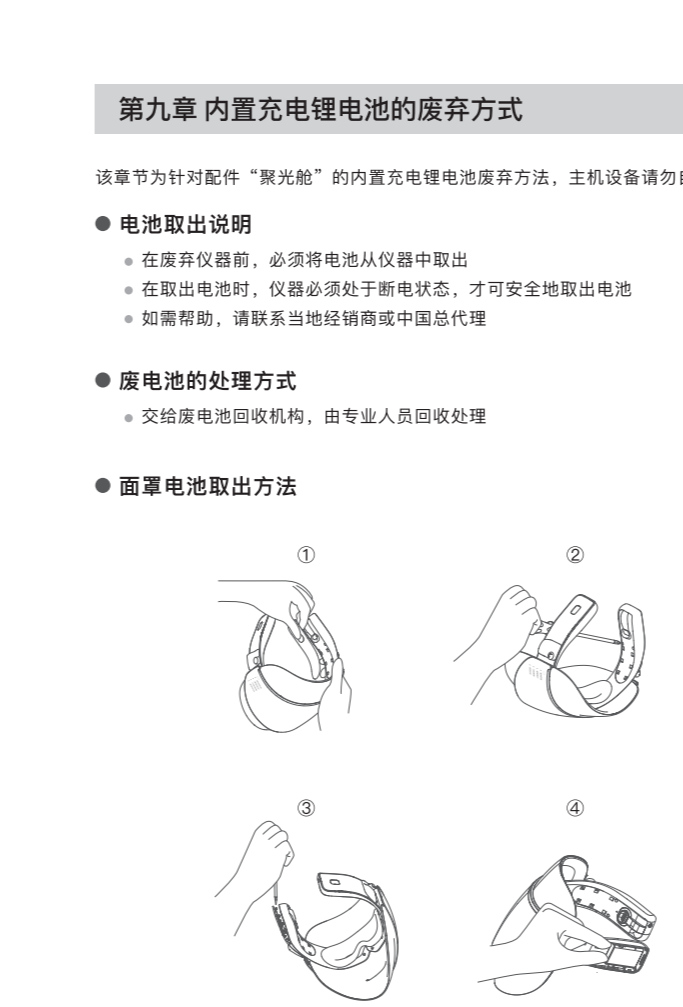 第九章 内置充电锂电池的废弃方式
该章节为针对配件“聚光舱”的内置充电锂电池废弃方法，主机设备请勿
● 电池取出说明
● 在废弃仪器前，必须将电池从仪器中取出
● 在取出电池时，仪器必须处于断电状态，才可安全地取出电池
● 如需帮助，请联系当地经销商或中国总代理
● 废电池的处理方式
● 交给废电池回收机构，由专业人员回收处理
● 面罩电池取出方法
① ②
③ ④